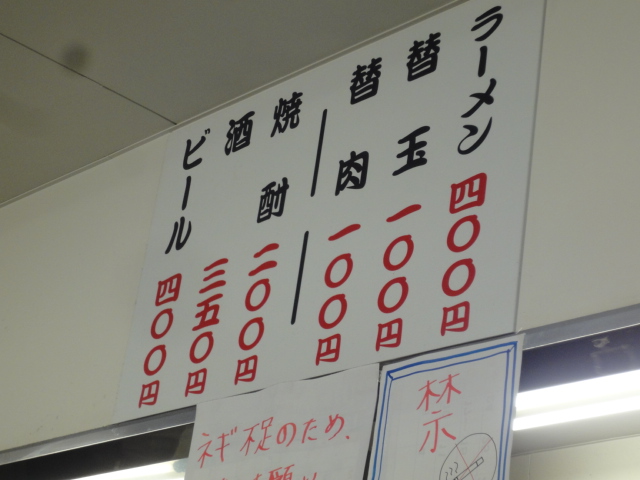 ラーメン 四〇〇円
替玉 一〇〇円
替肉 一〇〇円
焼酎 二〇〇円
酒 三五〇円
ビール 四〇〇円
ネギ不足のため、
禁